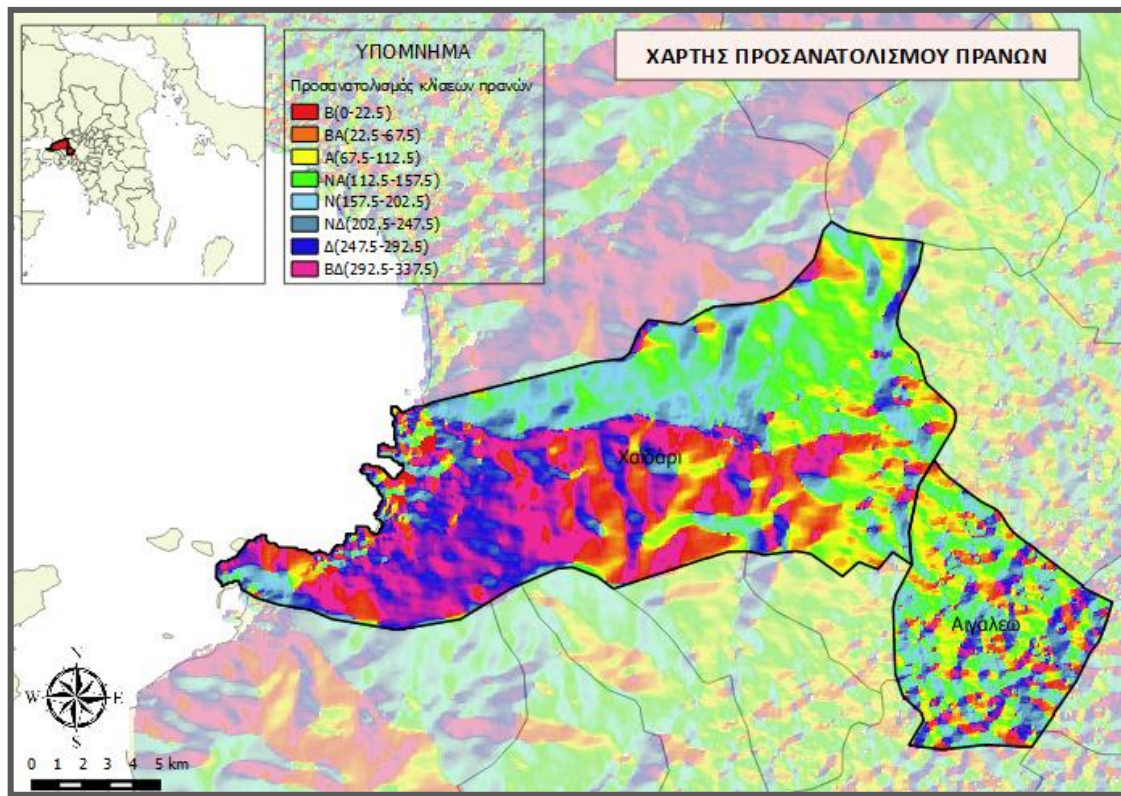 ΥΠΟΜΝΗΜΑ
Προσανατολισμός κλίσεων πρανών
Β(0-22.5)
ΒΑ(22.5-67.5)
Α(67.5-112.5)
ΝΑ(112.5-157.5)
Ν(157.5-202.5)
ΝΔ(202.5-247.5)
Δ(247.5-292.5)
ΒΔ(292.5-337.5)
ΧΑΡΤΗΣ ΠΡΟΣΑΝΑΤΟΛΙΣΜΟΥ ΠΡΑΝΩΝ
Χαϊδάρι
Αιγάλεω
N
W E
S
0 1 2 3 4 5 km